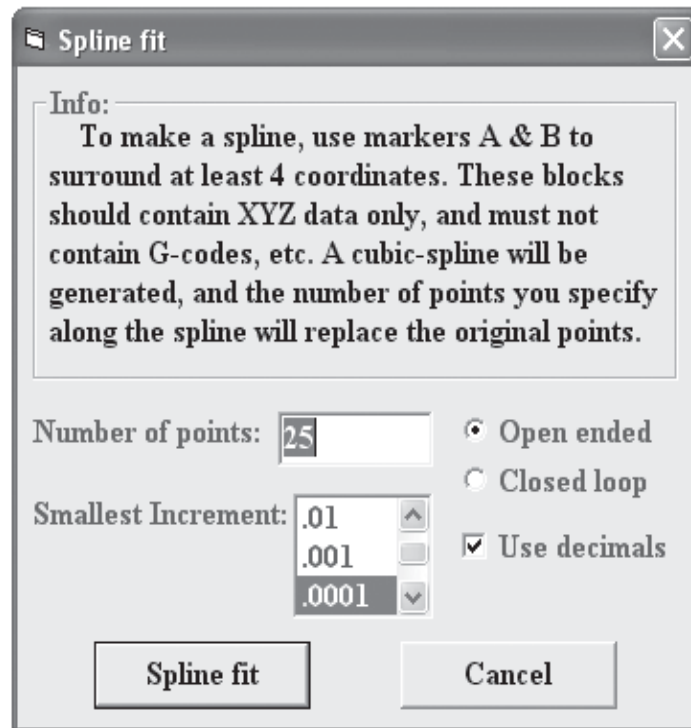 Spline fit
Info:
To make a spline, use markers A & B to
surround at least 4 coordinates. These blocks
should contain XYZ data only, and must not
contain G-codes, etc. A cubic-spline will be
generated, and the number of points you specify
along the spline will replace the original points.
Number of points: 25
Open ended
Closed loop
Smallest Increment: .01
.001
.0001
Use decimals
Spline fit
Cancel